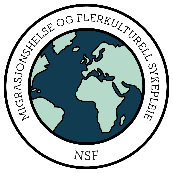 MIGRASJONSHELSE OG FLERKULTURELL SYKEPLEIE
NSF